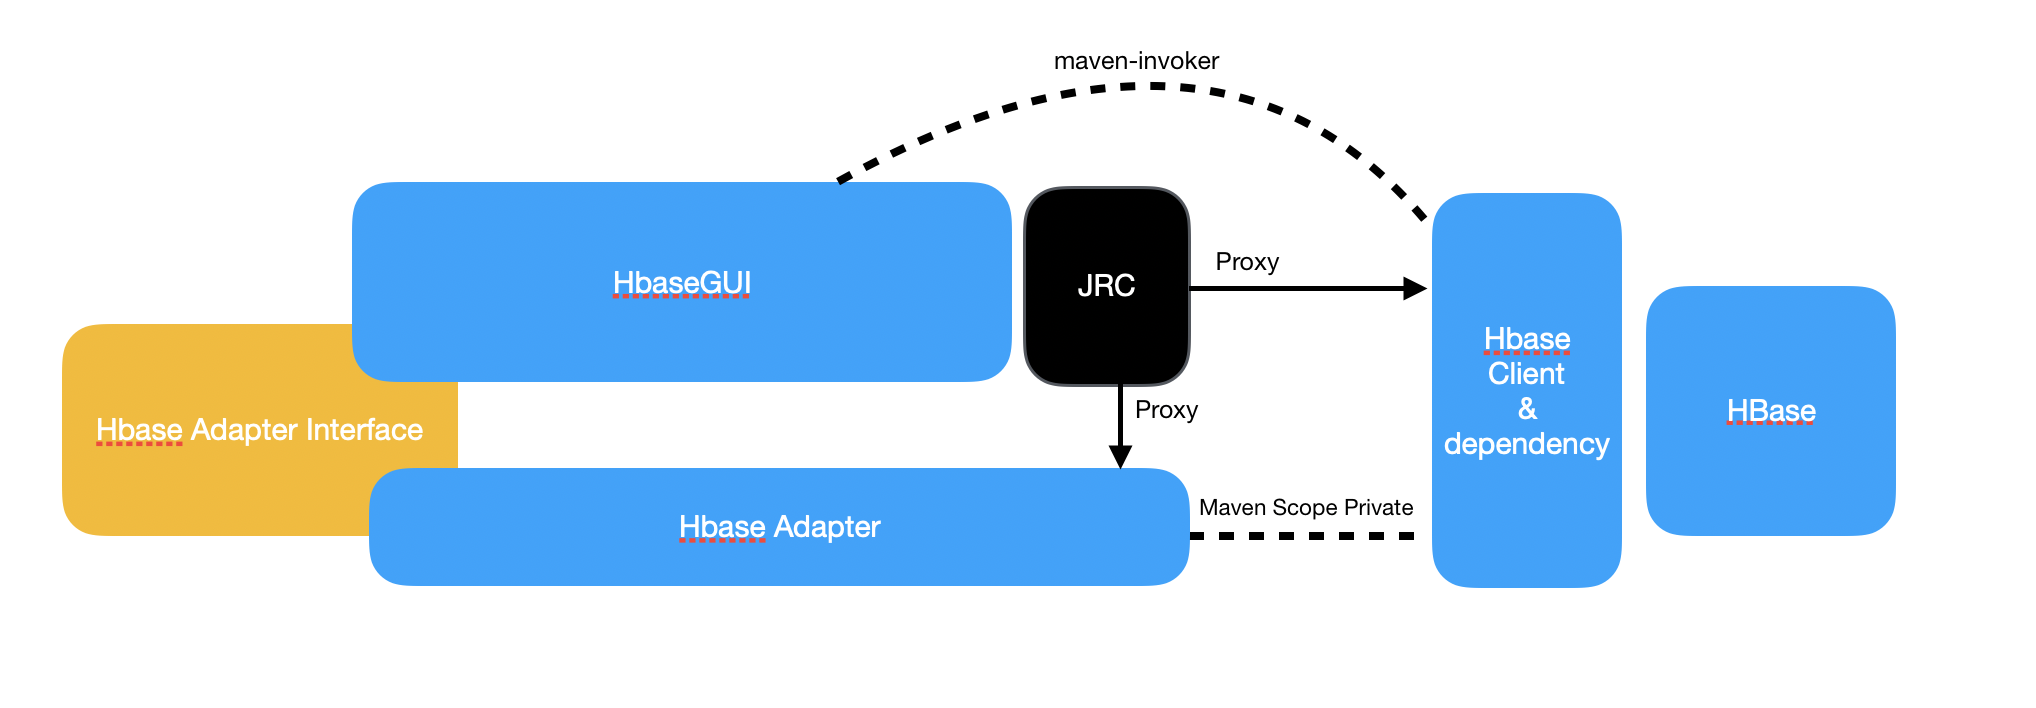 maven-invoker
HbaseGUI
JRC
Proxy
Hbase
Client
&
dependency
HBase
Hbase Adapter Interface
Proxy
Hbase Adapter
Maven Scope Private